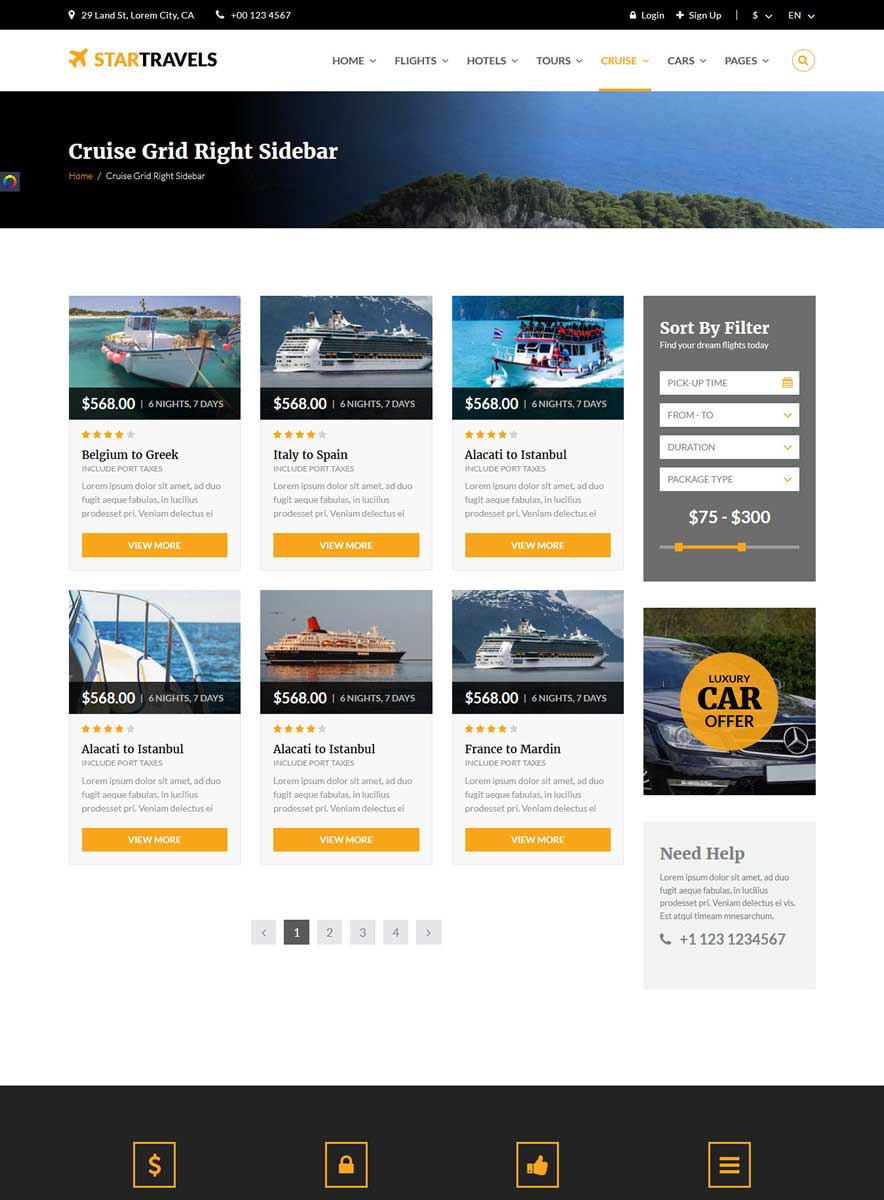 29 Land St, Lorem City, CA +00 123 4567 Login Sign Up | $ EN
STARTRAVELS HOME FLIGHTS HOTELS TOURS CRUISE CARS PAGES
Cruise Grid Right Sidebar
Home / Cruise Grid Right Sidebar
$568.00 | 6 NIGHTS, 7 DAYS
Belgium to Greek
INCLUDE PORT TAXES
Lorem ipsum dolor sit amet, ad duo
fugit aeque fabulas, in lucilius
prodesset pri. Veniam delectus ei
VIEW MORE
$568.00 | 6 NIGHTS, 7 DAYS
Italy to Spain
INCLUDE PORT TAXES
Lorem ipsum dolor sit amet, ad duo
fugit aeque fabulas, in lucilius
prodesset pri. Veniam delectus ei
VIEW MORE
$568.00 | 6 NIGHTS, 7 DAYS
Alacati to Istanbul
INCLUDE PORT TAXES
Lorem ipsum dolor sit amet, ad duo
fugit aeque fabulas, in lucilius
prodesset pri. Veniam delectus ei
VIEW MORE
$568.00 | 6 NIGHTS, 7 DAYS
Alacati to Istanbul
INCLUDE PORT TAXES
Lorem ipsum dolor sit amet, ad duo
fugit aeque fabulas, in lucilius
prodesset pri. Veniam delectus ei
VIEW MORE
$568.00 | 6 NIGHTS, 7 DAYS
Alacati to Istanbul
INCLUDE PORT TAXES
Lorem ipsum dolor sit amet, ad duo
fugit aeque fabulas, in lucilius
prodesset pri. Veniam delectus ei
VIEW MORE
$568.00 | 6 NIGHTS, 7 DAYS
France to Mardin
INCLUDE PORT TAXES
Lorem ipsum dolor sit amet, ad duo
fugit aeque fabulas, in lucilius
prodesset pri. Veniam delectus ei
VIEW MORE
‹ 1 2 3 4 ›
Sort By Filter
Find your dream flights today
PICK-UP TIME
FROM - TO
DURATION
PACKAGE TYPE
$75 - $300
LUXURY
CAR
OFFER
Need Help
Lorem ipsum dolor sit amet, ad duo
fugit aeque fabulas, in lucilius
prodesset pri. Veniam delectus ei vis.
Est atqui timeam mnesarchum.
+1 123 1234567
$